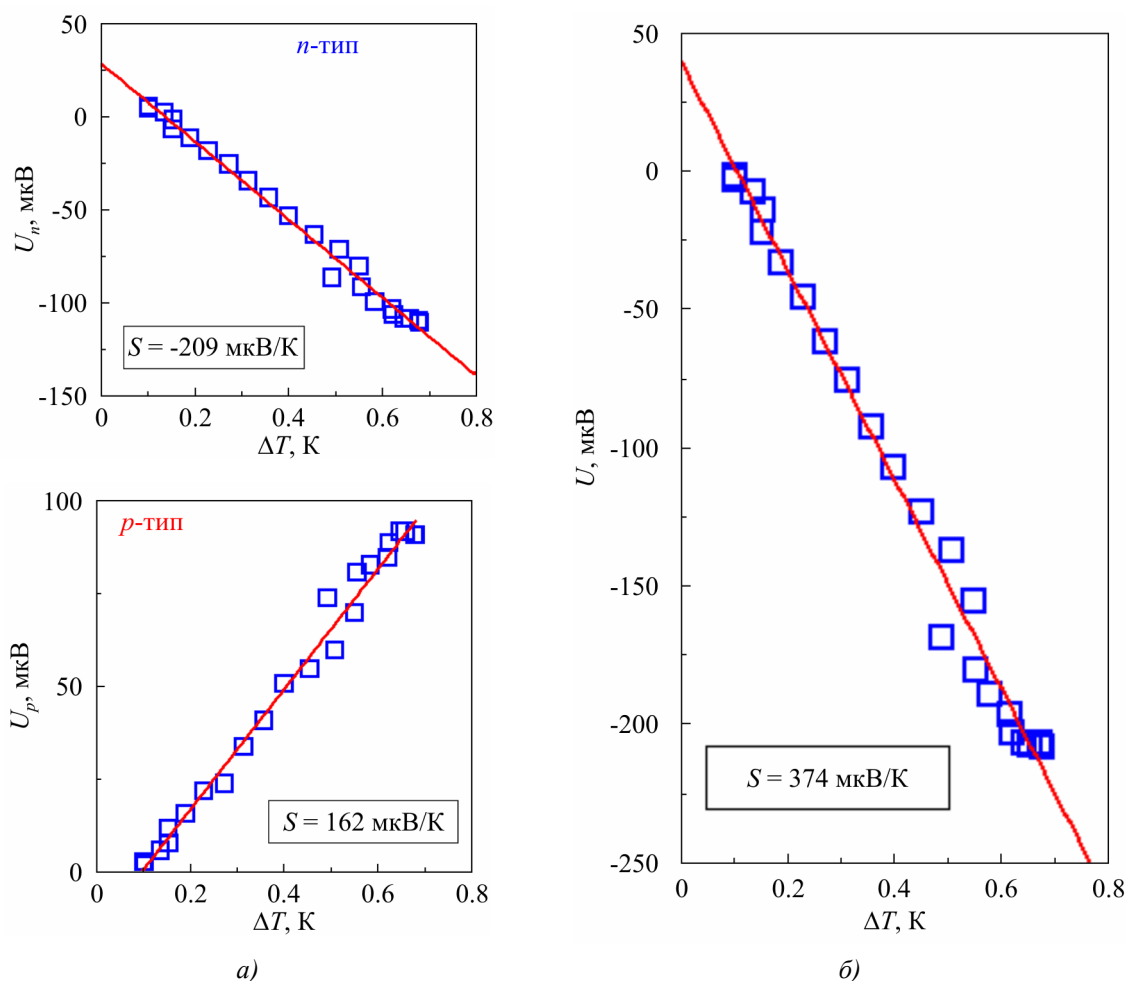 n-тип
50
0
-50
-100
-150
U_n, мкВ
S = -209 мкВ/К
0 0.2 0.4 0.6 0.8
ΔT, К
p-тип
100
50
0
U_p, мкВ
S = 162 мкВ/К
0 0.2 0.4 0.6 0.8
ΔT, К
а)
50
0
-50
-100
-150
-200
-250
U, мкВ
S = 374 мкВ/К
0 0.2 0.4 0.6 0.8
ΔT, К
б)